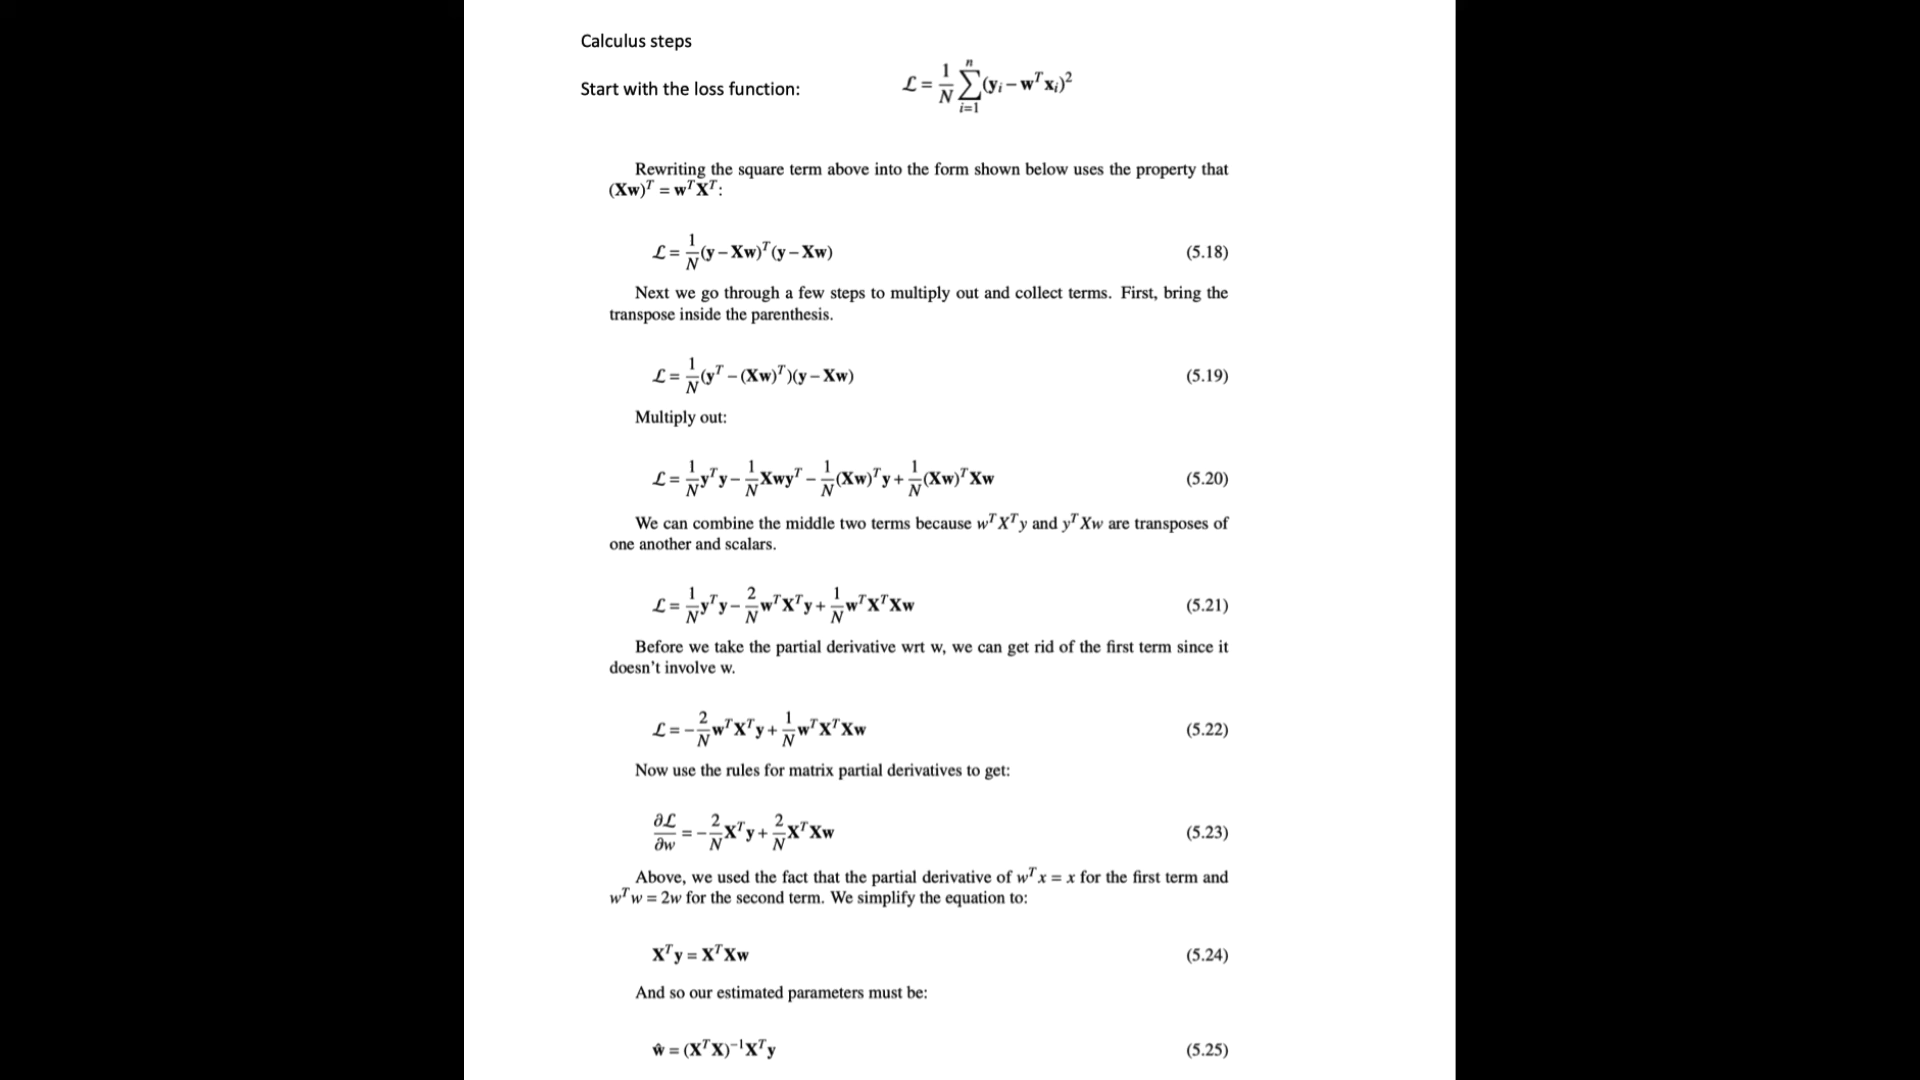 Calculus steps
Start with the loss function: ℒ = 1/N ∑_{i=1}^{n} (y_i − w^T x_i)^2
Rewriting the square term above into the form shown below uses the property that
(Xw)^T = w^T X^T:
ℒ = 1/N (y − Xw)^T (y − Xw) (5.18)
Next we go through a few steps to multiply out and collect terms. First, bring the
transpose inside the parenthesis.
ℒ = 1/N (y^T − (Xw)^T)(y − Xw) (5.19)
Multiply out:
ℒ = 1/N y^T y − 1/N Xwy^T − 1/N (Xw)^T y + 1/N (Xw)^T Xw (5.20)
We can combine the middle two terms because w^T X^T y and y^T Xw are transposes of
one another and scalars.
ℒ = 1/N y^T y − 2/N w^T X^T y + 1/N w^T X^T Xw (5.21)
Before we take the partial derivative wrt w, we can get rid of the first term since it
doesn't involve w.
ℒ = − 2/N w^T X^T y + 1/N w^T X^T Xw (5.22)
Now use the rules for matrix partial derivatives to get:
∂ℒ/∂w = − 2/N X^T y + 2/N X^T Xw (5.23)
Above, we used the fact that the partial derivative of w^T x = x for the first term and
w^T w = 2w for the second term. We simplify the equation to:
X^T y = X^T Xw (5.24)
And so our estimated parameters must be:
ŵ = (X^T X)^{−1} X^T y (5.25)